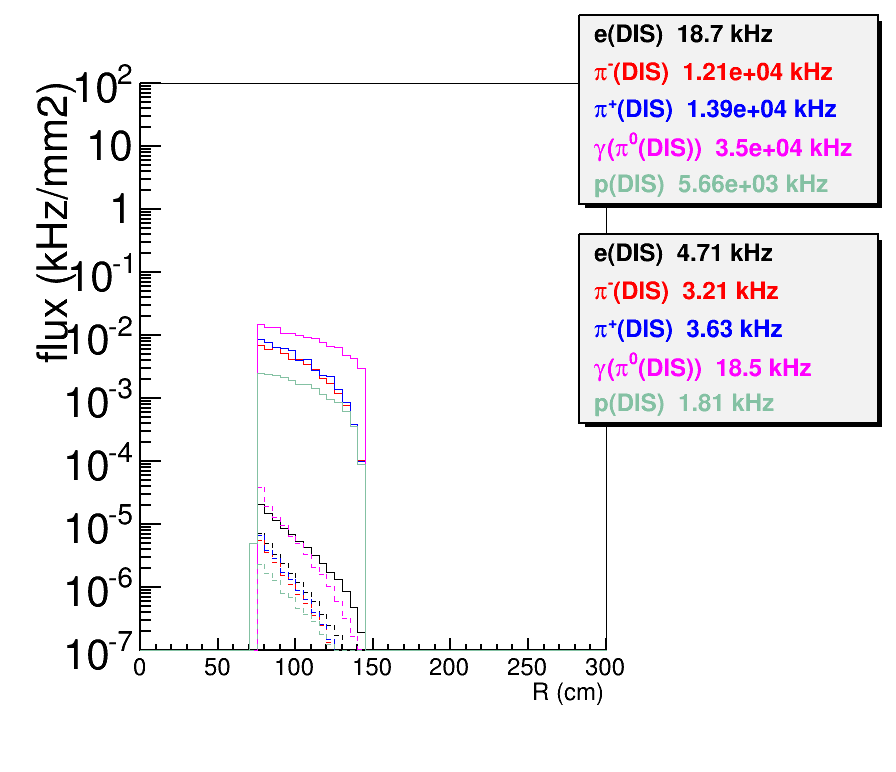 e(DIS) 18.7 kHz
π⁻(DIS) 1.21e+04 kHz
π⁺(DIS) 1.39e+04 kHz
γ(π⁰(DIS)) 3.5e+04 kHz
p(DIS) 5.66e+03 kHz
e(DIS) 4.71 kHz
π⁻(DIS) 3.21 kHz
π⁺(DIS) 3.63 kHz
γ(π⁰(DIS)) 18.5 kHz
p(DIS) 1.81 kHz
flux (kHz/mm2)
10²
10
1
10⁻¹
10⁻²
10⁻³
10⁻⁴
10⁻⁵
10⁻⁶
10⁻⁷
0 50 100 150 200 250 300
R (cm)